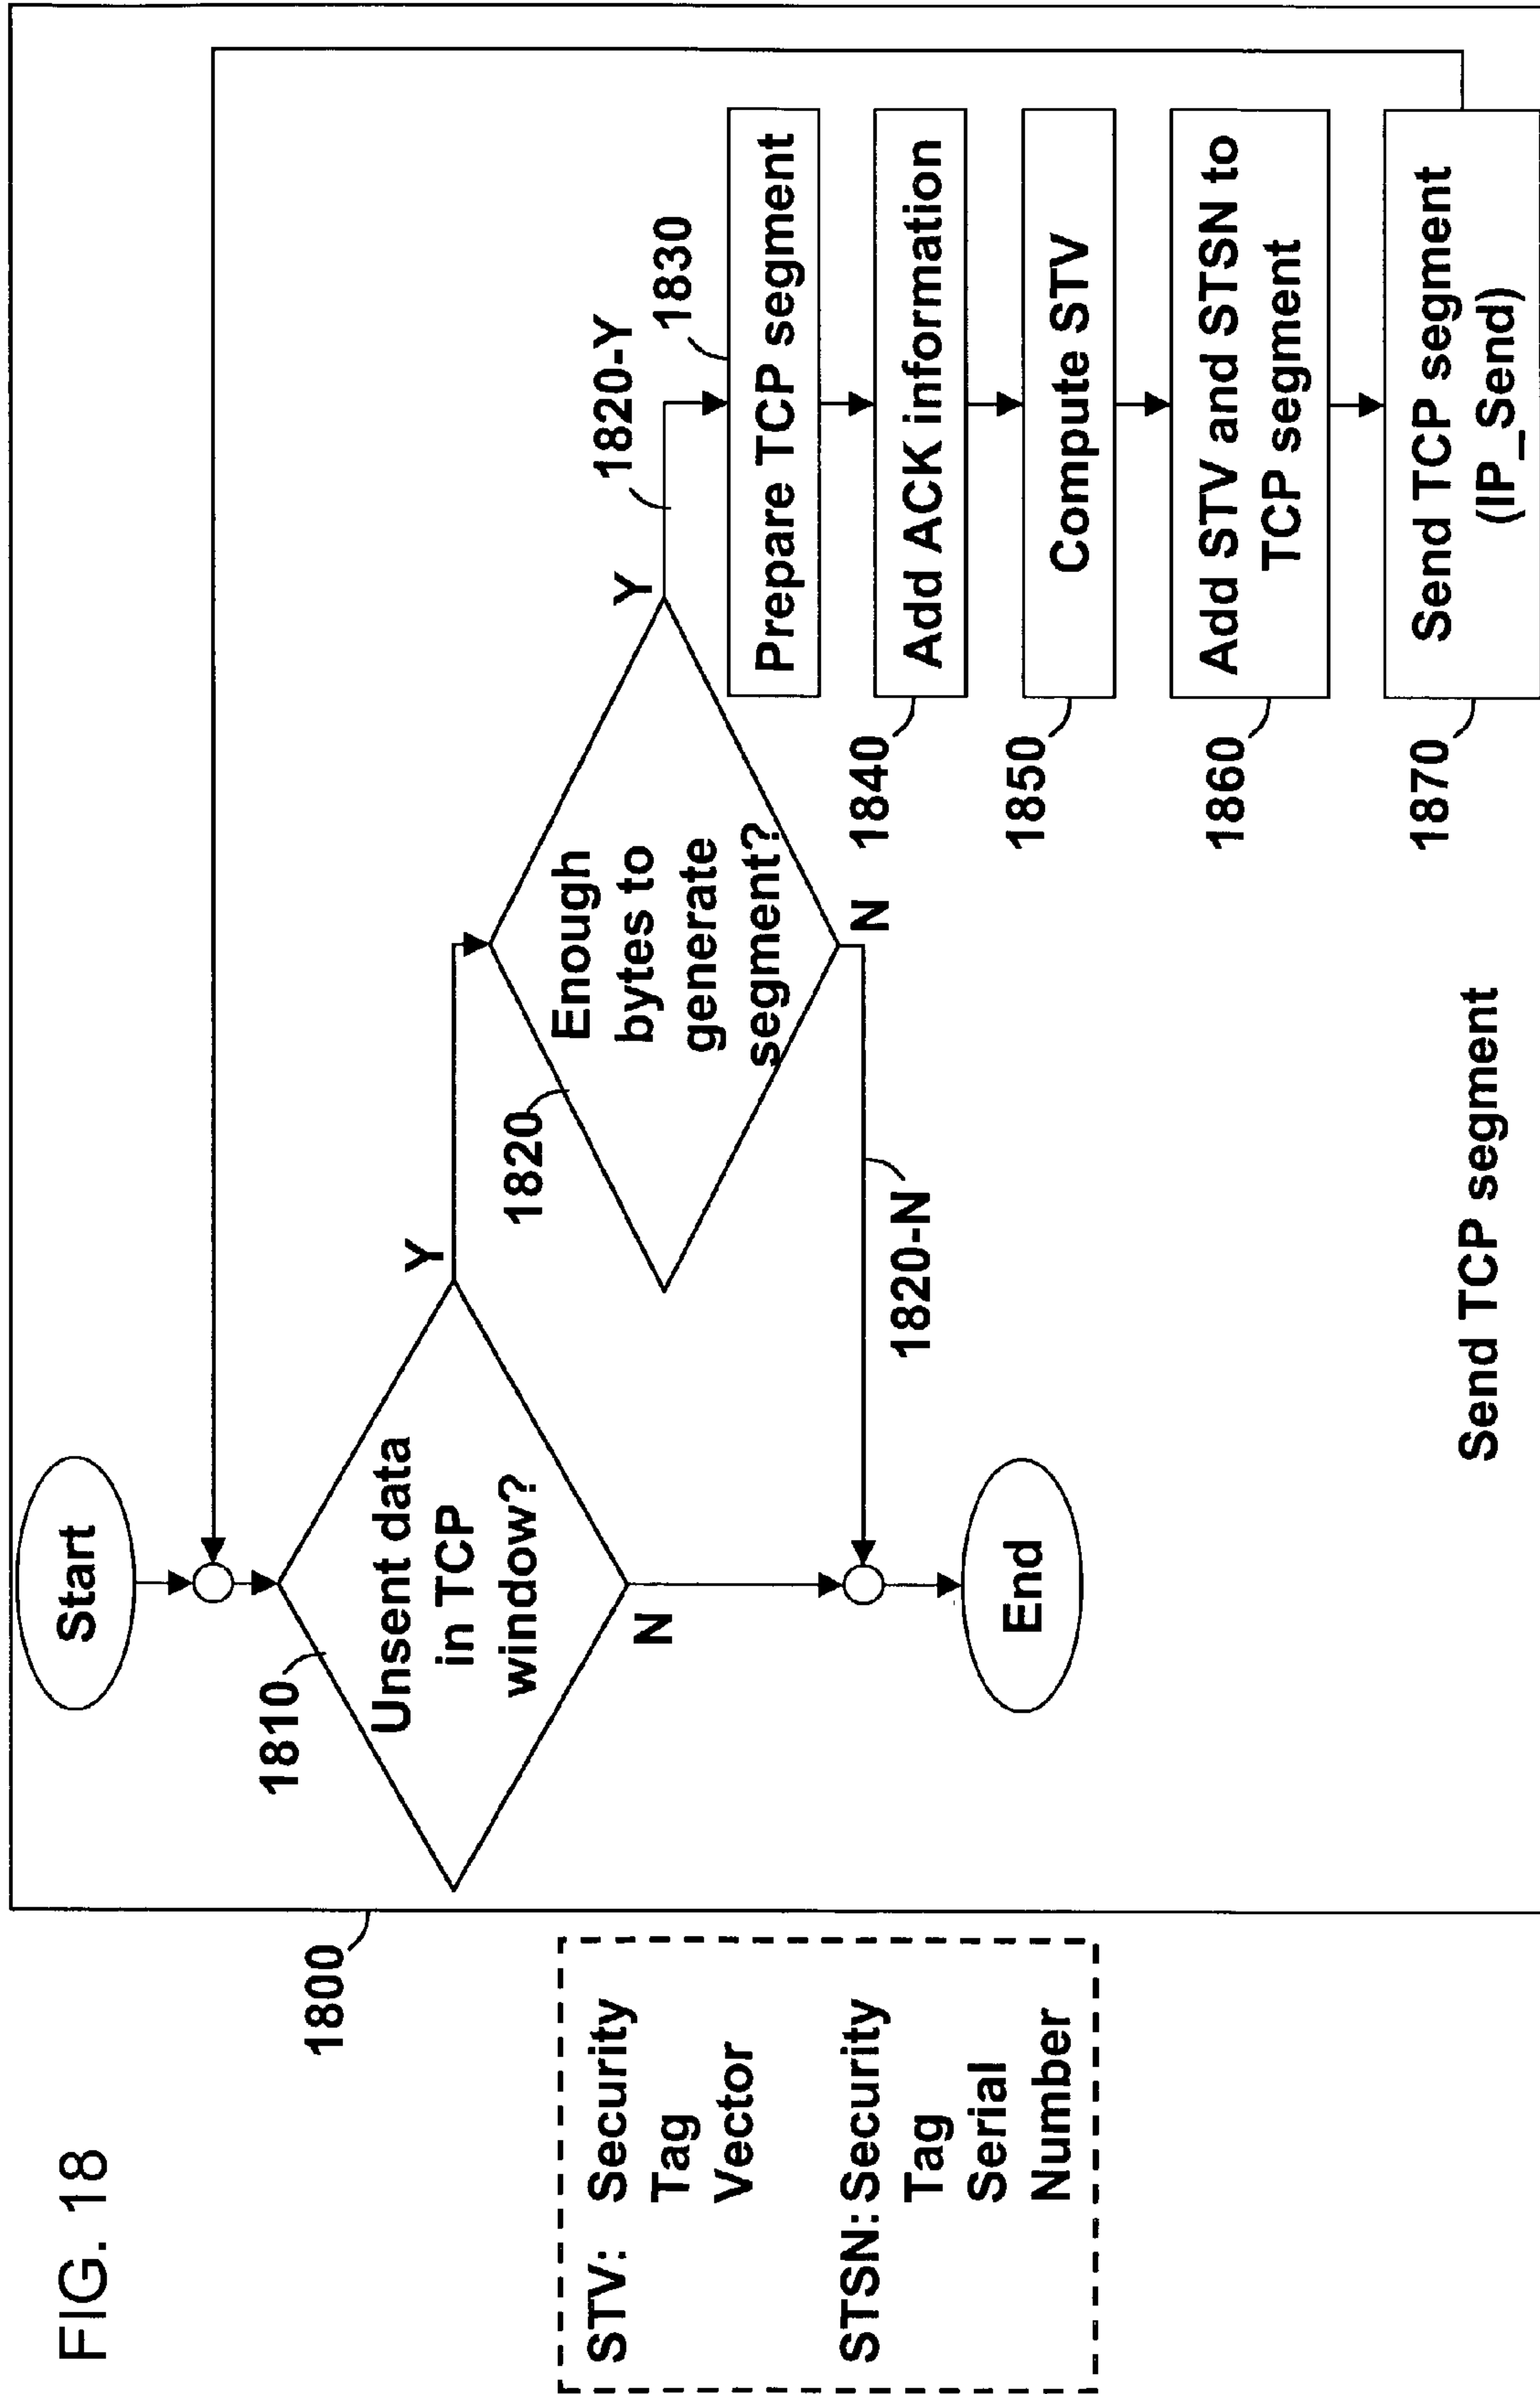 FIG. 18
1800
STV: Security
Tag
Vector
STSN:Security
Tag
Serial
Number
Start
1810
Unsent data
in TCP
window?
Y
N
1820
Enough
bytes to
generate
segment?
Y
N
1820-Y
1820-N
End
1830
Prepare TCP segment
1840
Add ACK information
1850
Compute STV
1860
Add STV and STSN to
TCP segment
1870
Send TCP segment
(IP_Send)
Send TCP segment